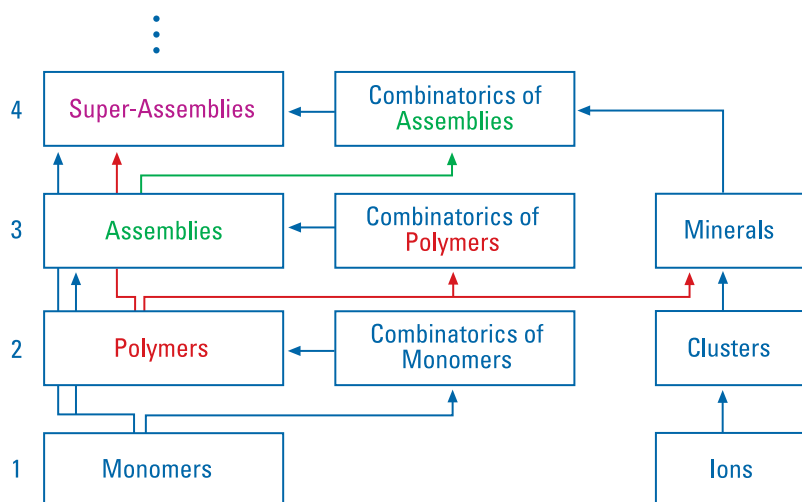 4
Super-Assemblies
Combinatorics of
Assemblies
3
Assemblies
Combinatorics of
Polymers
Minerals
2
Polymers
Combinatorics of
Monomers
Clusters
1
Monomers
Ions